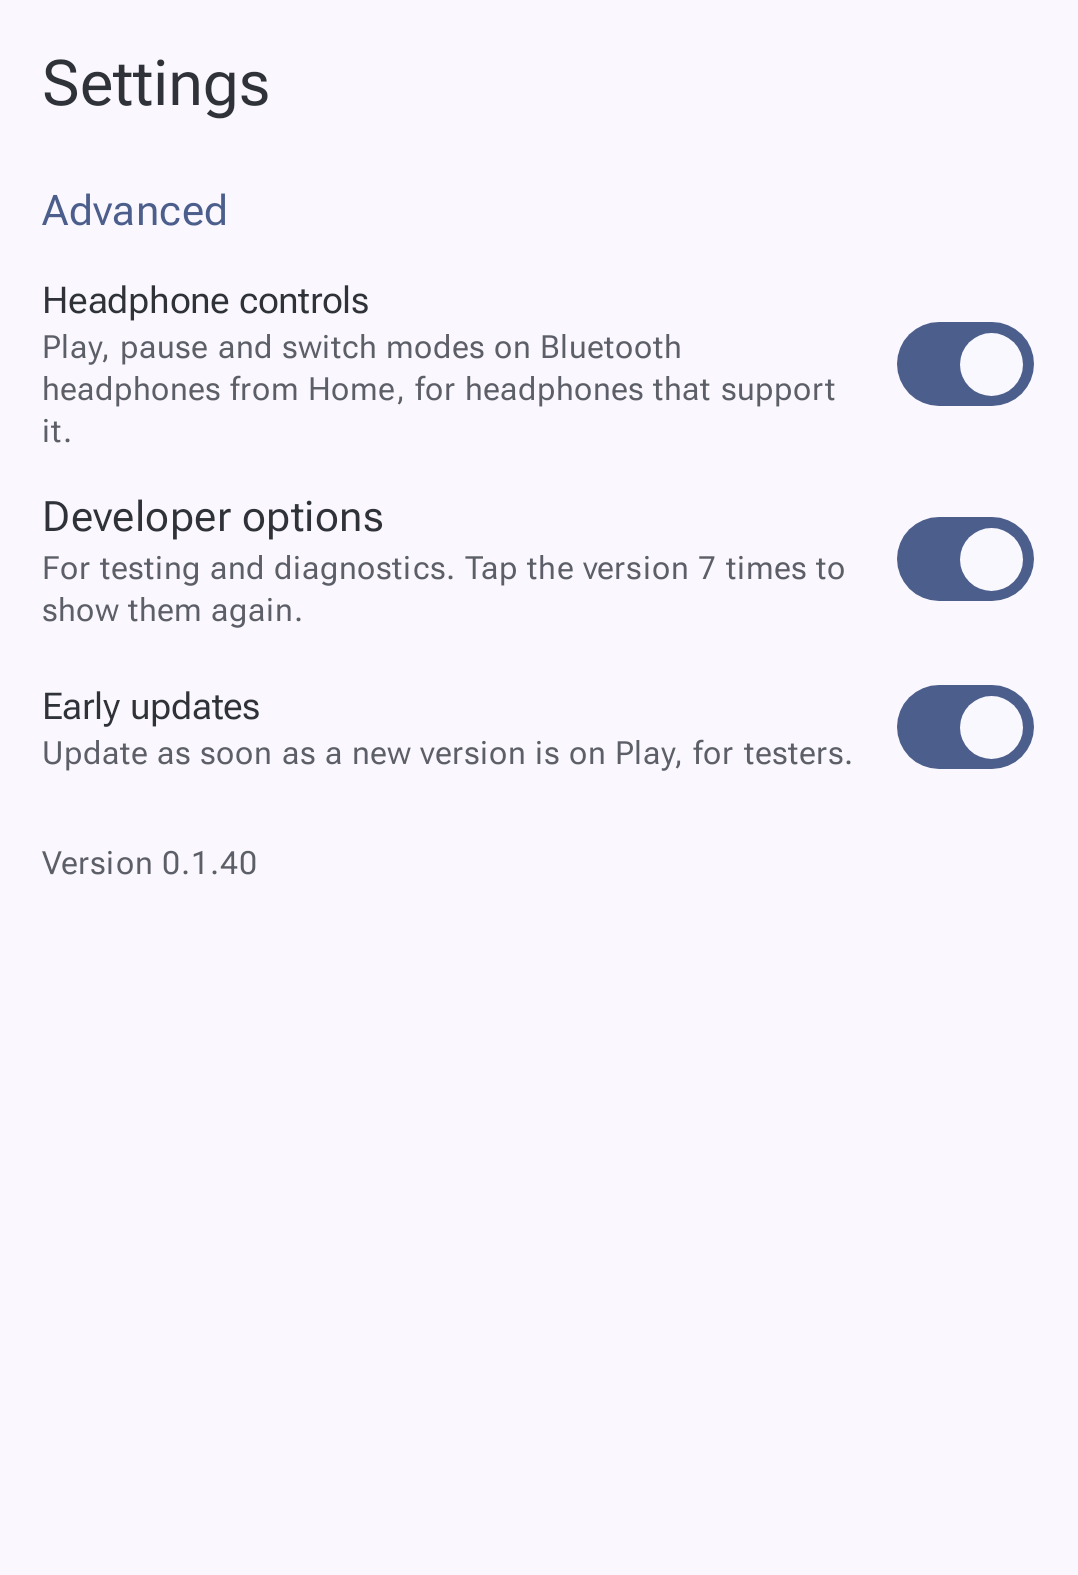 Settings
Advanced
Headphone controls
Play, pause and switch modes on Bluetooth
headphones from Home, for headphones that support
it.
Developer options
For testing and diagnostics. Tap the version 7 times to
show them again.
Early updates
Update as soon as a new version is on Play, for testers.
Version 0.1.40